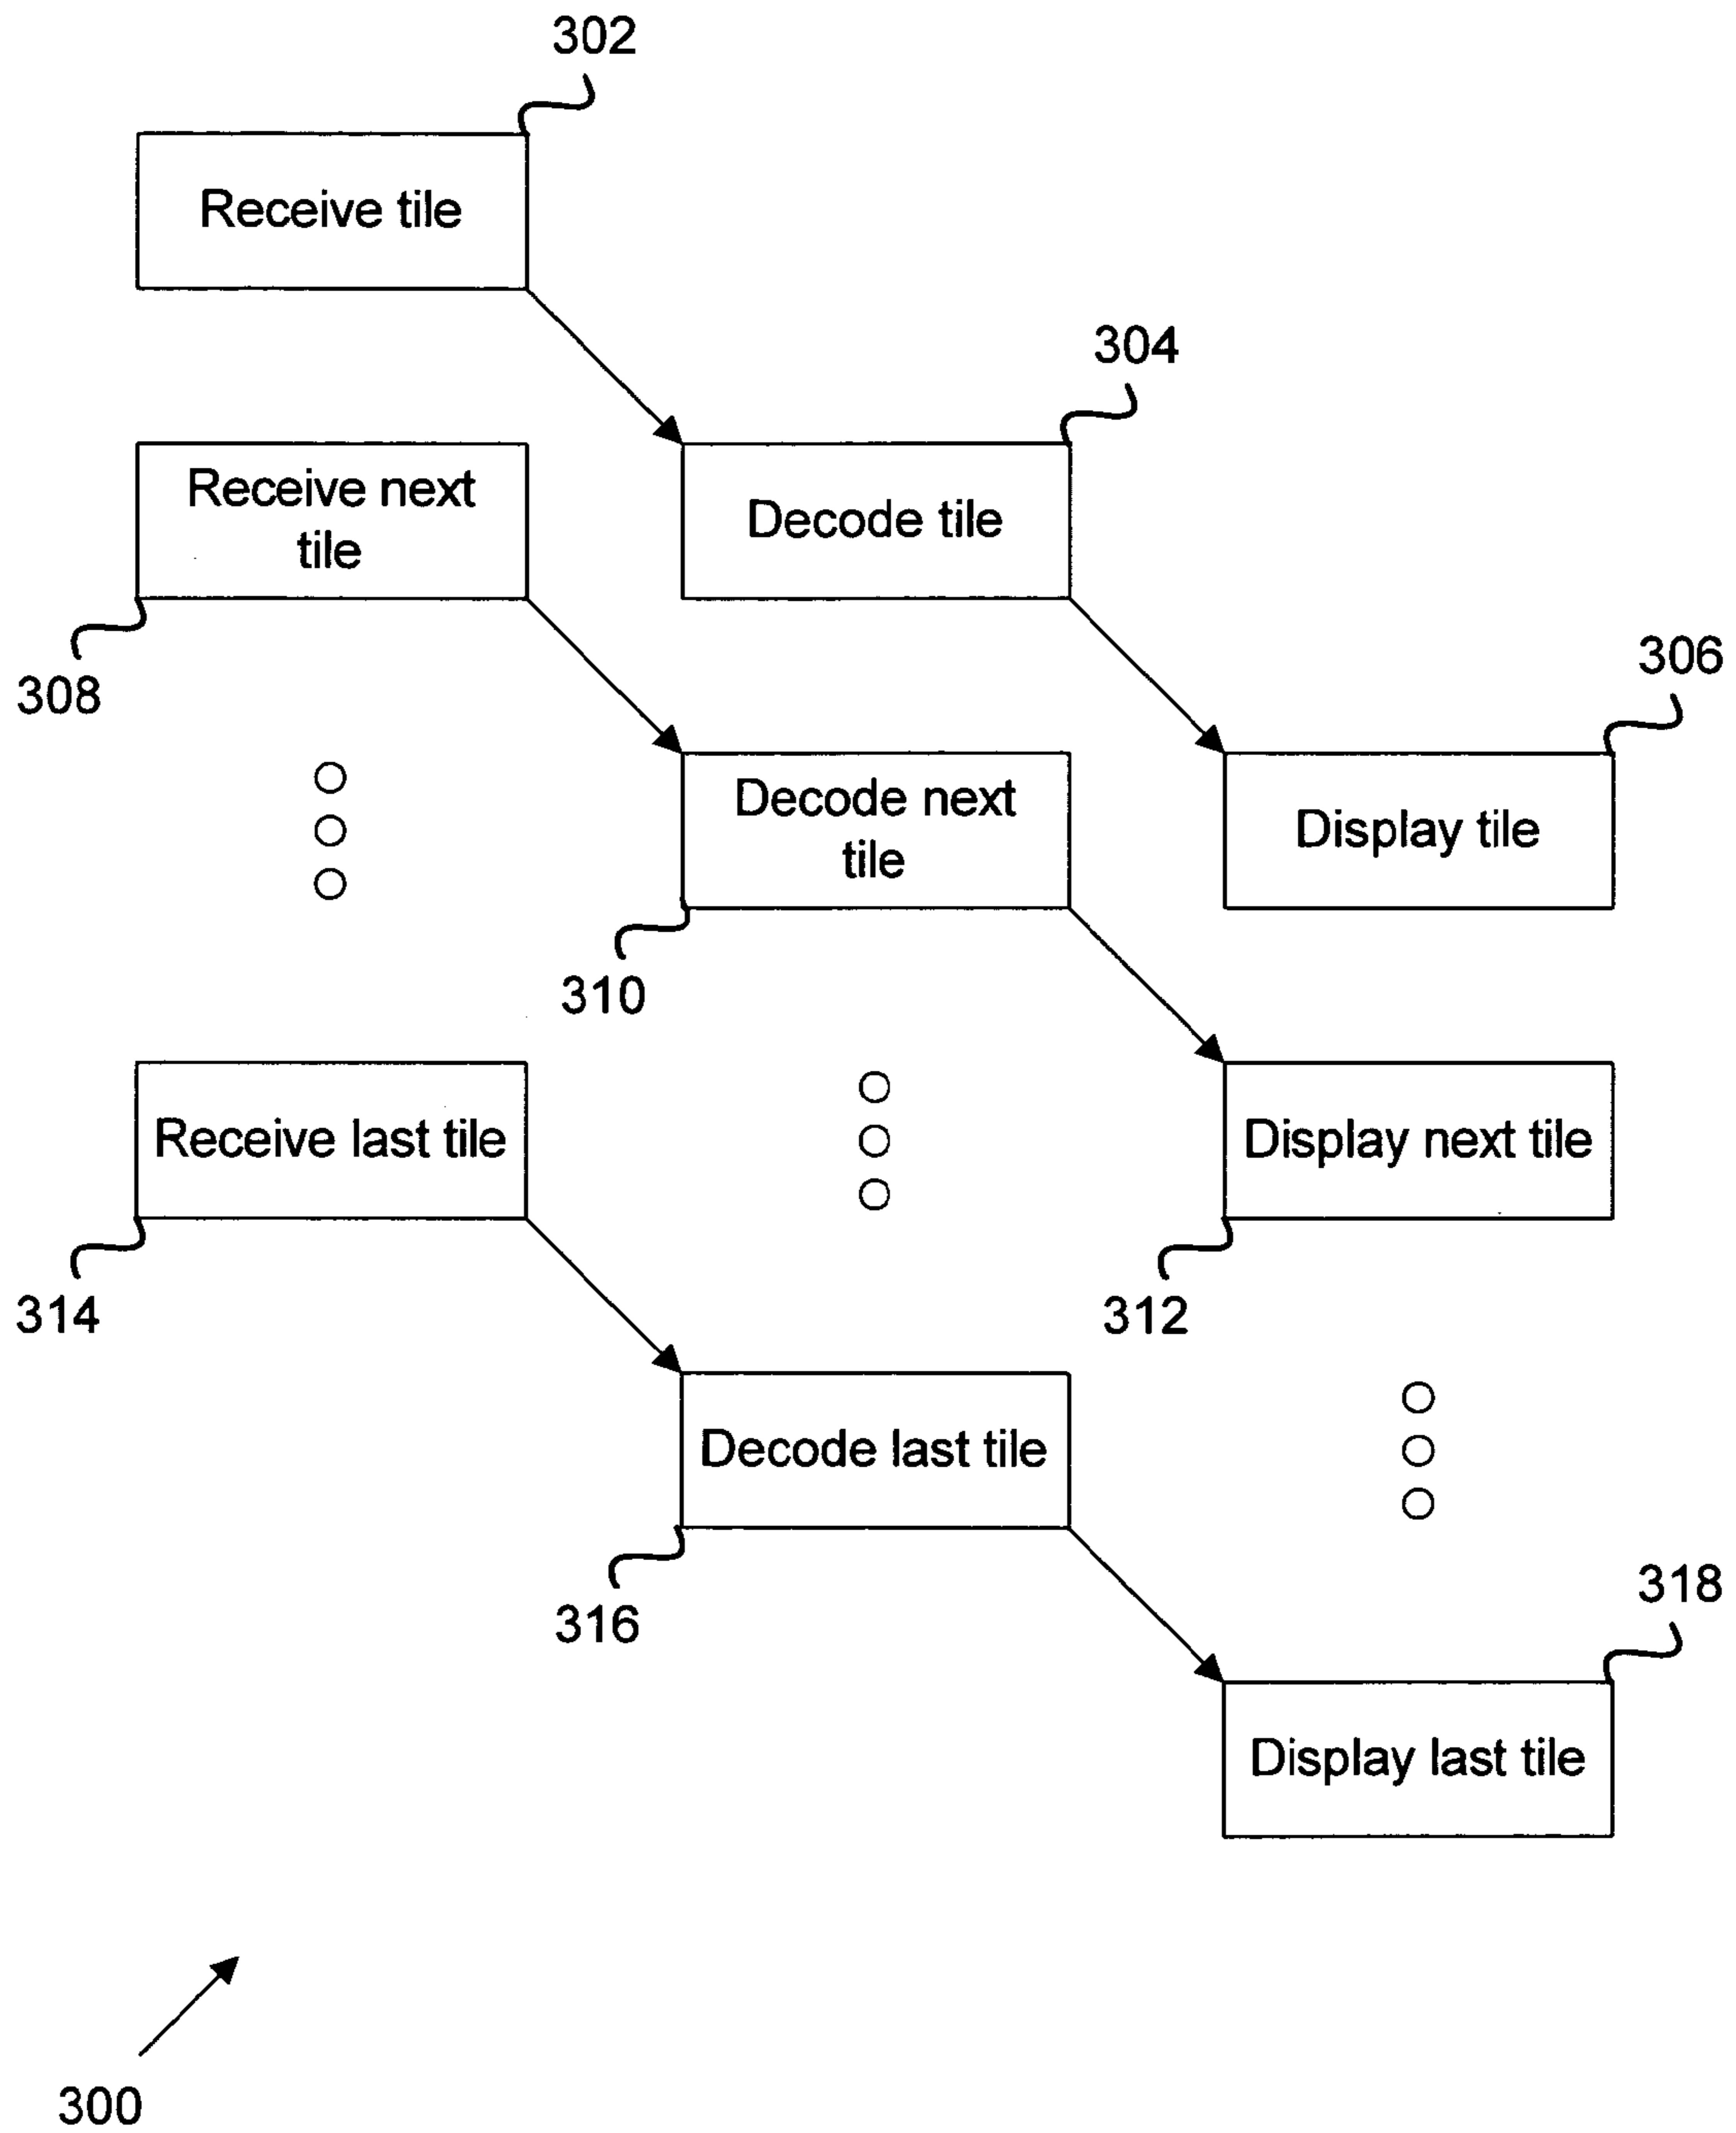 302
Receive tile
304
Receive next
tile
Decode tile
306
308
Decode next
tile
Display tile
310
Receive last tile
Display next tile
314
312
Decode last tile
316
318
Display last tile
300